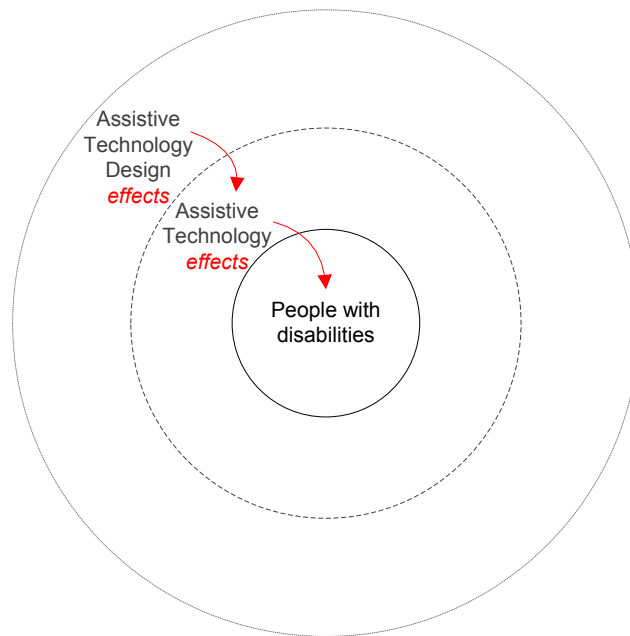 Assistive
Technology
Design
effects
Assistive
Technology
effects
People with
disabilities